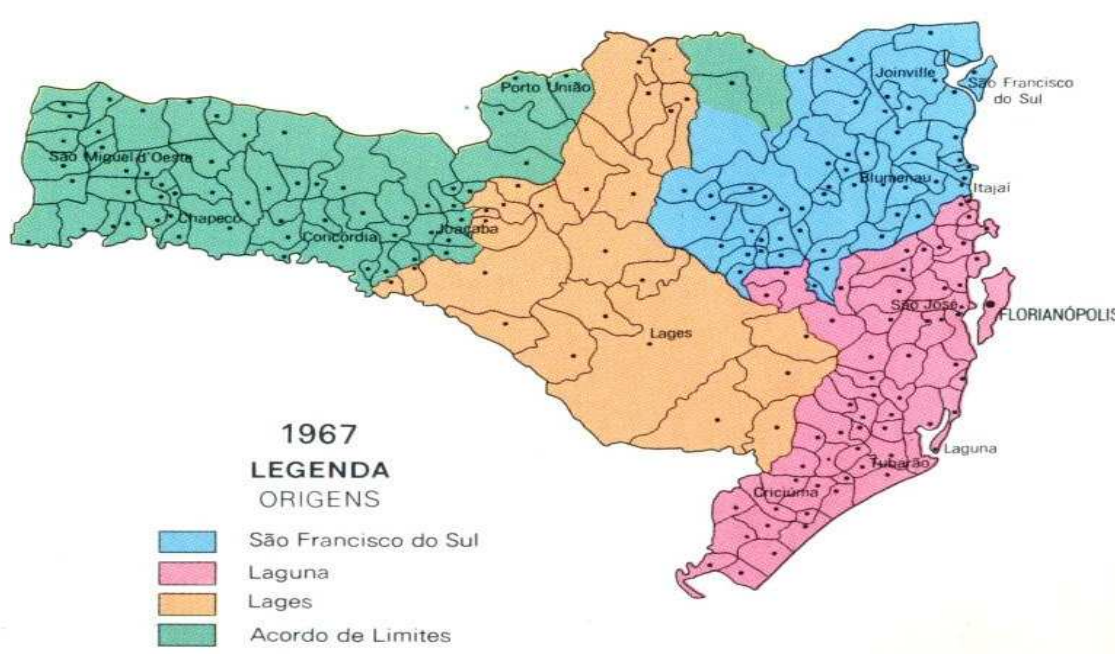 Joinville
São Francisco
do Sul
Porto União
São Miguel d'Oeste
Blumenau
Itajaí
Chapecó
Concórdia
Joaçaba
São José
FLORIANÓPOLIS
Lages
Laguna
Tubarão
Criciúma
1967
LEGENDA
ORIGENS
São Francisco do Sul
Laguna
Lages
Acordo de Limites